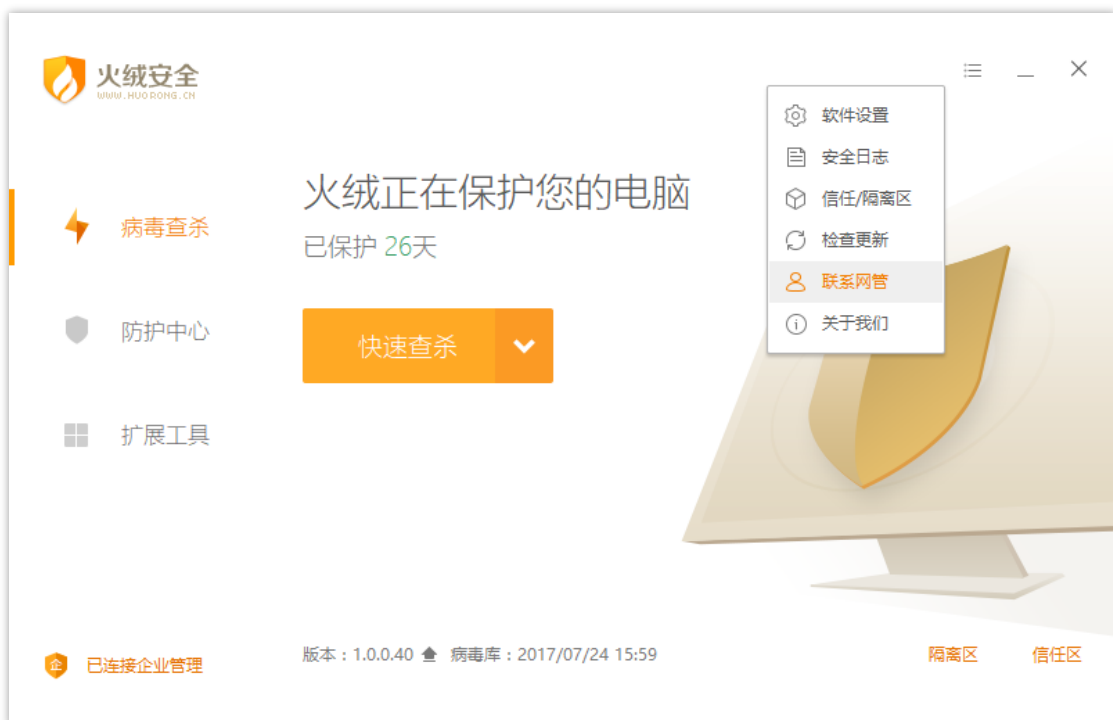 火绒安全
WWW.HUORONG.CN
软件设置
安全日志
信任/隔离区
检查更新
联系网管
关于我们
火绒正在保护您的电脑
已保护 26天
快速查杀
病毒查杀
防护中心
扩展工具
企 已连接企业管理
版本：1.0.0.40 病毒库：2017/07/24 15:59
隔离区 信任区